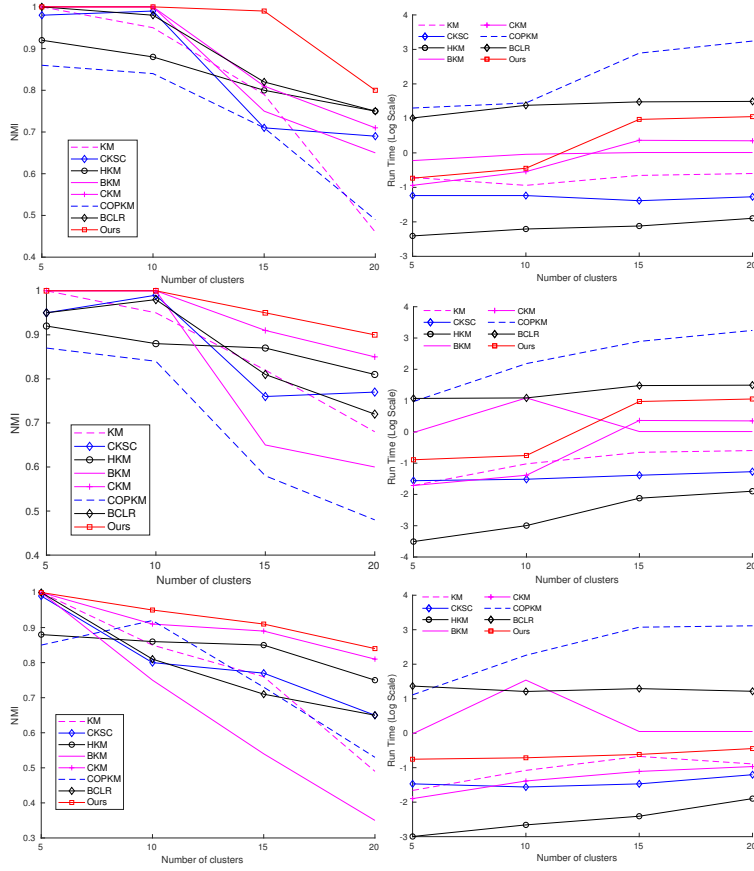 1
0.9
0.8
0.7
0.6
0.5
0.4
NMI
KM
CKSC
HKM
BKM
CKM
COPKM
BCLR
Ours
5 10 15 20
Number of clusters
4
3
2
1
0
-1
-2
-3
Run Time (Log Scale)
KM CKM
CKSC COPKM
HKM BCLR
BKM Ours
5 10 15 20
Number of clusters
1
0.9
0.8
0.7
0.6
0.5
0.4
NMI
KM
CKSC
HKM
BKM
CKM
COPKM
BCLR
Ours
5 10 15 20
Number of clusters
4
3
2
1
0
-1
-2
-3
-4
Run Time (Log Scale)
KM CKM
CKSC COPKM
HKM BCLR
BKM Ours
5 10 15 20
Number of clusters
1
0.9
0.8
0.7
0.6
0.5
0.4
0.3
NMI
KM
CKSC
HKM
BKM
CKM
COPKM
BCLR
Ours
5 10 15 20
Number of clusters
4
3
2
1
0
-1
-2
-3
Run Time (Log Scale)
KM CKM
CKSC COPKM
HKM BCLR
BKM Ours
5 10 15 20
Number of clusters